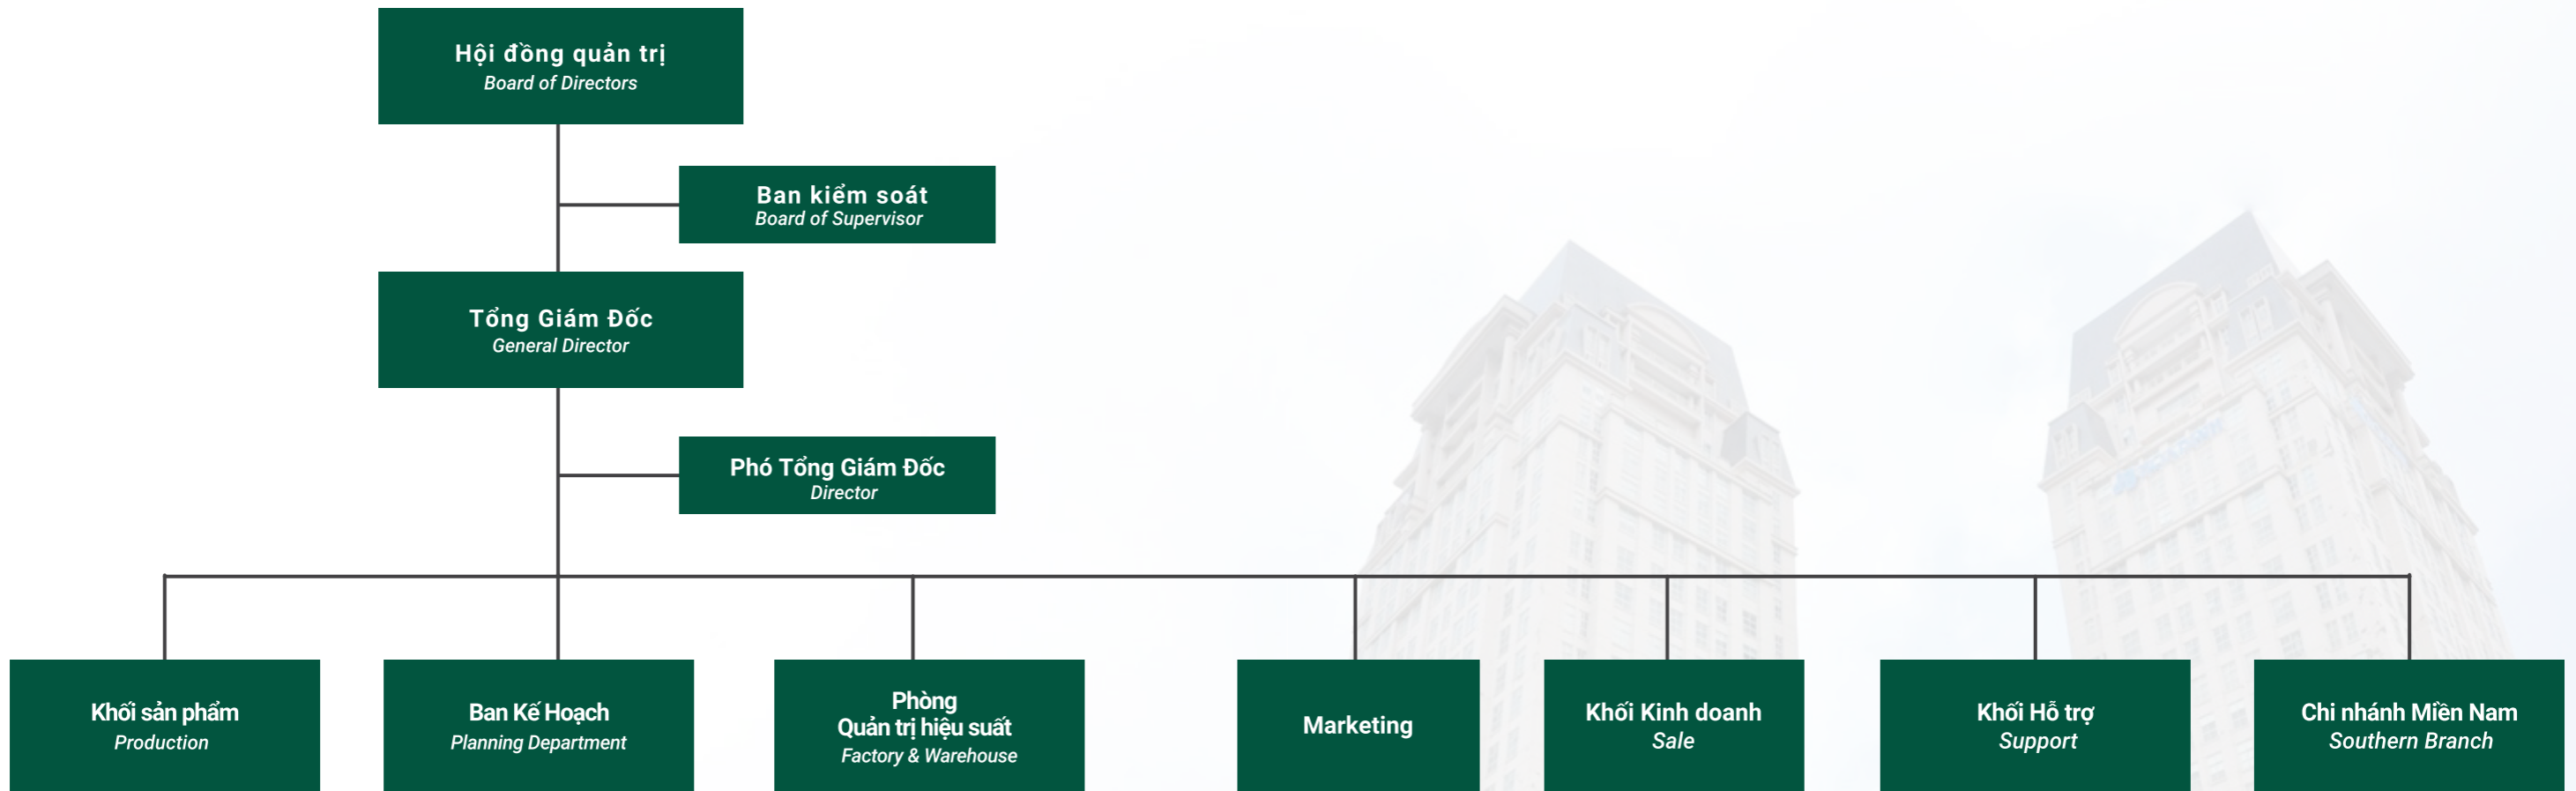 Hội đồng quản trị
Board of Directors
Ban kiểm soát
Board of Supervisor
Tổng Giám Đốc
General Director
Phó Tổng Giám Đốc
Director
Khối sản phẩm
Production
Ban Kế Hoạch
Planning Department
Phòng
Quản trị hiệu suất
Factory & Warehouse
Marketing
Khối Kinh doanh
Sale
Khối Hỗ trợ
Support
Chi nhánh Miền Nam
Southern Branch